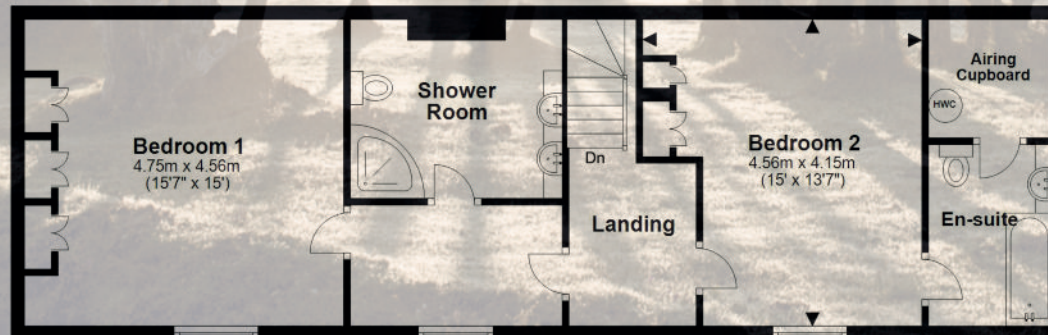 Bedroom 1
4.75m x 4.56m
(15'7" x 15')
Shower
Room
Dn
Landing
Bedroom 2
4.56m x 4.15m
(15' x 13'7")
Airing
Cupboard
HWC
En-suite